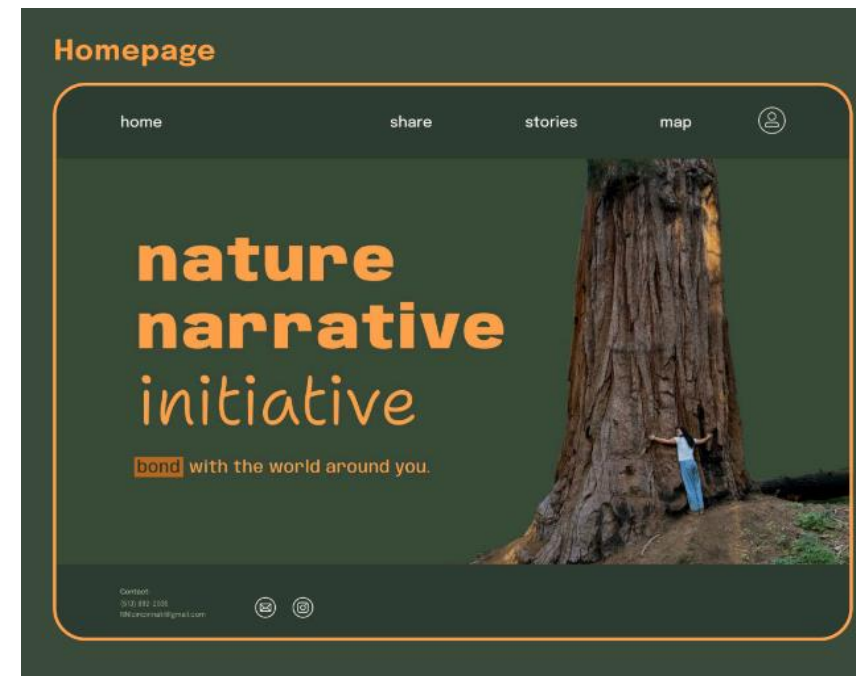 Homepage
home share stories map
nature
narrative
initiative
bond with the world around you.
Contact: